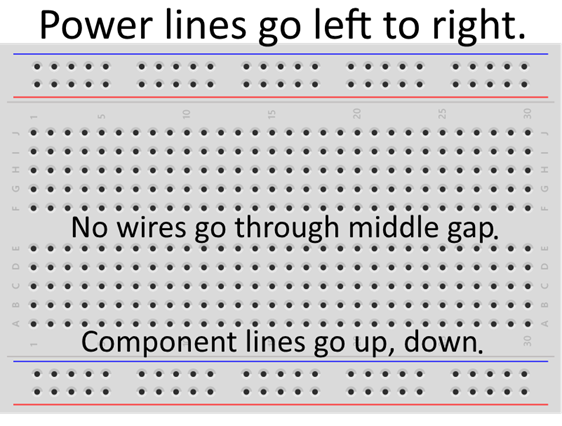 Power lines go left to right.
1 5 10 15 20 25 30
J J
I I
H H
G G
F F
No wires go through middle gap.
E E
D D
C C
B B
A A
1 30
Component lines go up, down.